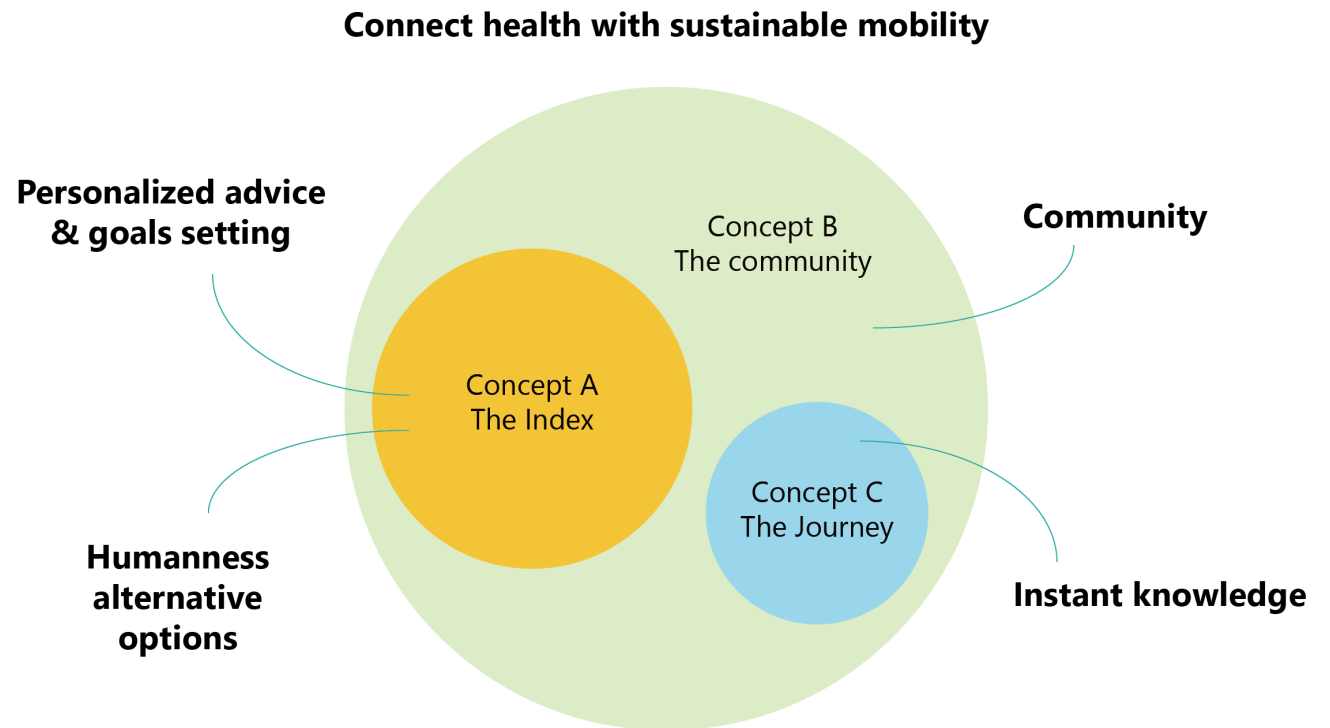 Connect health with sustainable mobility
Personalized advice
& goals setting
Concept B
The community
Community
Concept A
The Index
Concept C
The Journey
Humanness
alternative
options
Instant knowledge